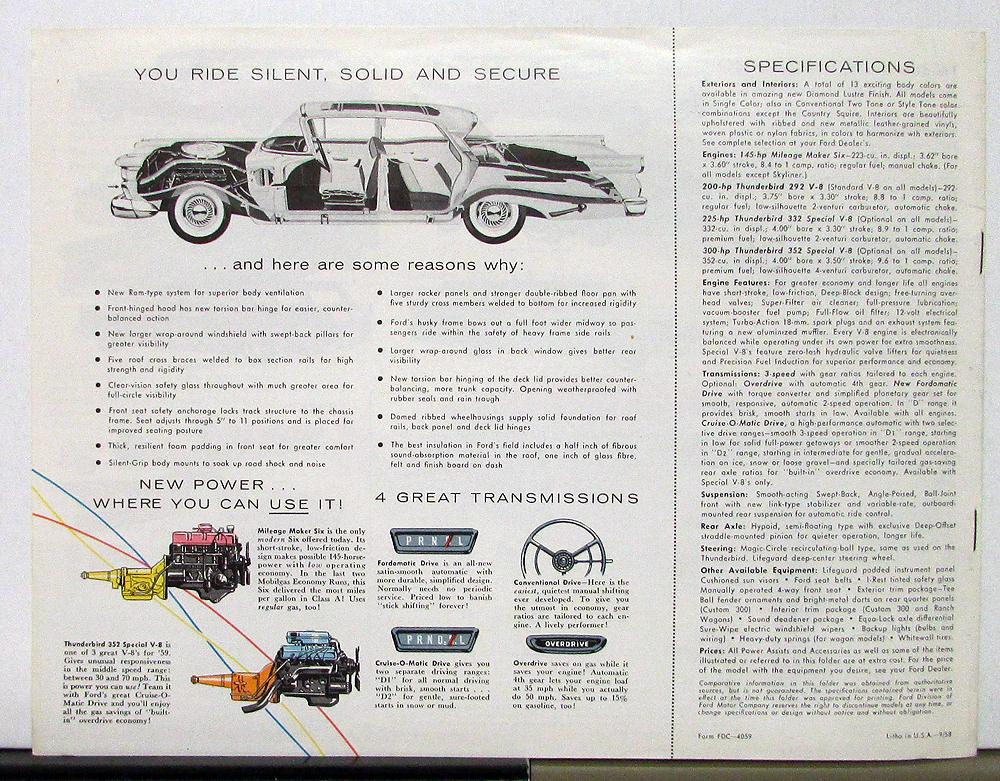 YOU RIDE SILENT, SOLID AND SECURE
. . . and here are some reasons why:
● New Ram-type system for superior body ventilation
● Front-hinged hood has new torsion bar hinge for easier, counter-
balanced action
● New larger wrap-around windshield with swept-back pillars for
greater visibility
● Five roof cross braces welded to box section rails for high
strength and rigidity
● Clear-vision safety glass throughout with much greater area for
full-circle visibility
● Front seat safety anchorage locks track structure to the chassis
frame. Seat adjusts through 5" to 11 positions and is placed for
improved seating posture
● Thick, resilient foam padding in front seat for greater comfort
● Silent-Grip body mounts to soak up road shock and noise
● Larger rocker panels and stronger double-ribbed floor pan with
five sturdy cross members welded to bottom for increased rigidity
● Ford's husky frame bows out a full foot wider midway so pas-
sengers ride within the safety of heavy frame side rails
● Larger wrap-around glass in back window gives better rear
visibility
● New torsion bar hinging of the deck lid provides better counter-
balancing, more trunk capacity. Opening weatherproofed with
rubber seals and rain trough
● Domed ribbed wheelhousings supply solid foundation for roof
rails, back panel and deck lid hinges
● The best insulation in Ford's field includes a half inch of fibrous
sound-absorption material in the roof, one inch of glass fibre,
felt and finish board on dash
NEW POWER . . .
WHERE YOU CAN USE IT!
Mileage Maker Six is the only
modern Six offered today. Its
short-stroke, low-friction de-
sign makes possible 145-horse-
power with low operating
economy. In the last two
Mobilgas Economy Runs, this
Six delivered the most miles
per gallon in Class A! Uses
regular gas, too!
Thunderbird 352 Special V-8 is
one of 3 great V-8's for '59.
Gives unusual responsiveness
in the middle speed range:
between 30 and 70 mph. This
is power you can use! Team it
with Ford's great Cruise-O-
Matic Drive and you'll enjoy
all the gas savings of "built-
in" overdrive economy!
4 GREAT TRANSMISSIONS
Fordomatic Drive is an all-new
satin-smooth automatic with
more durable, simplified design.
Normally needs no periodic
service. Priced low to banish
"stick shifting" forever!
Conventional Drive—Here is the
easiest, quietest manual shifting
ever developed. To give you
the utmost in economy, gear
ratios are tailored to each en-
gine. A lively performer!
OVERDRIVE
Cruise-O-Matic Drive gives you
two separate driving ranges:
"D1" for all normal driving
with brisk, smooth starts . . .
"D2" for gentle, sure-footed
starts in snow or mud.
Overdrive saves on gas while it
saves your engine! Automatic
4th gear lets your engine load
at 35 mph while you actually
do 50 mph. Saves up to 15%
on gasoline, too!
SPECIFICATIONS
Exteriors and Interiors: A total of 13 exciting body colors are
available in amazing new Diamond Lustre Finish. All models come
in Single Color; also in Conventional Two Tone or Style Tone color
combinations except the Country Squire. Interiors are beautifully
upholstered with ribbed and new metallic leather-grained vinyls,
woven plastic or nylon fabrics, in colors to harmonize with exteriors.
See complete selection at your Ford Dealer's.
Engines: 145-hp Mileage Maker Six—223-cu. in. displ.; 3.62" bore
x 3.60" stroke, 8.4 to 1 comp. ratio; regular fuel; manual choke. (For
all models except Skyliner.)
200-hp Thunderbird 292 V-8 (Standard V-8 on all models)—292-
cu. in. displ.; 3.75" bore x 3.30" stroke; 8.8 to 1 comp. ratio;
regular fuel; low-silhouette 2-venturi carburetor, automatic choke.
225-hp Thunderbird 332 Special V-8 (Optional on all models)—
332-cu. in displ; 4.00" bore x 3.30" stroke; 8.9 to 1 comp. ratio;
premium fuel; low-silhouette 2-venturi carburetor, automatic choke.
300-hp Thunderbird 352 Special V-8 (Optional on all models)—
352-cu. in, displ.; 4.00" bore x 3.50" stroke; 9.6 to 1 comp. ratio;
premium fuel; low-silhouette 4-venturi carburetor, automatic choke.
Engine Features: For greater economy and longer life all engines
have short-stroke, low-friction, Deep-Block design; free-turning over-
head valves; Super-Filter air cleaner; full-pressure lubrication;
vacuum-booster fuel pump; Full-Flow oil filter; 12-volt electrical
system; Turbo-Action 18-mm. spark plugs and an exhaust system fea-
turing a new aluminized muffler. Every V-8 engine is electronically
balanced while operating under its own power for extra smoothness.
Special V-8's feature zero-lash hydraulic valve lifters for quietness
and Precision Fuel Induction for superior performance and economy.
Transmissions: 3-speed with gear ratios tailored to each engine.
Optional: Overdrive with automatic 4th gear. New Fordomatic
Drive with torque converter and simplified planetary gear set for
smooth, responsive, automatic 2-speed operation. In "D" range it
provides brisk, smooth starts in low. Available with all engines.
Cruise-O-Matic Drive, a high-performance automatic with two selec-
tive drive ranges—smooth 3-speed operation in "D1" range, starting
in low for solid full-power getaways or smoother 2-speed operation
in "D2" range, starting in intermediate for gentle, gradual accelera-
tion on ice, snow or loose gravel—and specially tailored gas-saving
rear axle ratios for "built-in" overdrive economy. Available with
Special V-8's only.
Suspension: Smooth-acting Swept-Back, Angle-Poised, Ball-Joint
front with new link-type stabilizer and variable-rate, outboard-
mounted rear suspension for automatic ride control.
Rear Axle: Hypoid, semi-floating type with exclusive Deep-Offset
straddle-mounted pinion for quieter operation, longer life.
Steering: Magic-Circle recirculating-ball type, same as used on the
Thunderbird. Lifeguard deep-center steering wheel.
Other Available Equipment: Lifeguard padded instrument panel
Cushioned sun visors • Ford seat belts • I-Rest tinted safety glass
Manually operated 4-way front seat • Exterior trim package—Tee
Ball fender ornaments and bright-metal darts on rear quarter panels
(Custom 300) • Interior trim package (Custom 300 and Ranch
Wagons) • Sound deadener package • Equa-Lock axle differential
Sure-Wipe electric windshield wipers • Backup lights (bulbs and
wiring) • Heavy-duty springs (for wagon models) • Whitewall tires.
Prices: All Power Assists and Accessories as well as some of the items
illustrated or referred to in this folder are at extra cost. For the price
of the model with the equipment you desire, see your Ford Dealer.
Comparative information in this folder was obtained from authoritative
sources, but is not guaranteed. The specifications contained herein were in
effect at the time this folder was approved for printing. Ford Division of
Ford Motor Company reserves the right to discontinue models at any time, or
change specifications or design without notice and without obligation.
Form FDC—4059
Litho in U.S.A.—9/58